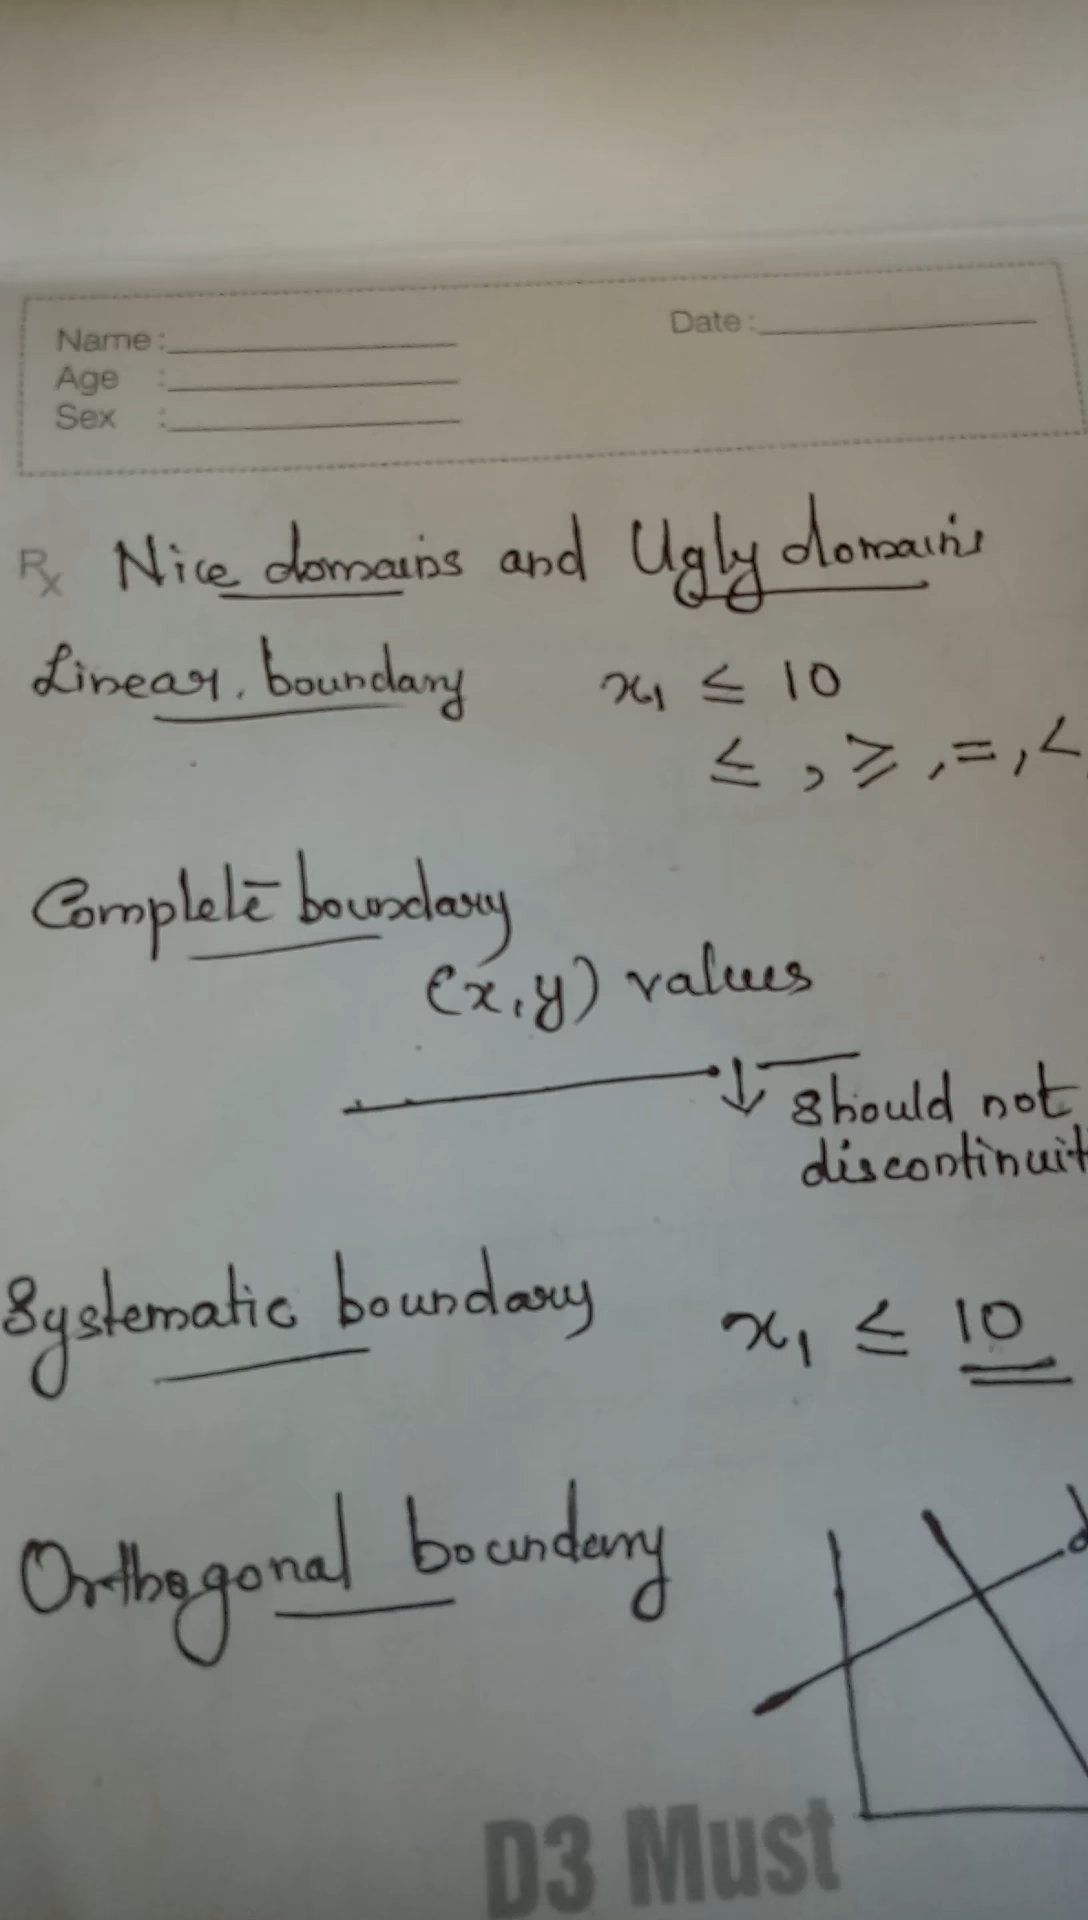 Name:
Date:
Age :
Sex :
Rx Nice domains and Ugly domains
Linear boundary x₁ ≤ 10
≤ , ≥ , = , <
Complete boundary
(x, y) values
should not
discontinuit
Systematic boundary x₁ ≤ 10
Orthogonal boundary
D3 Must